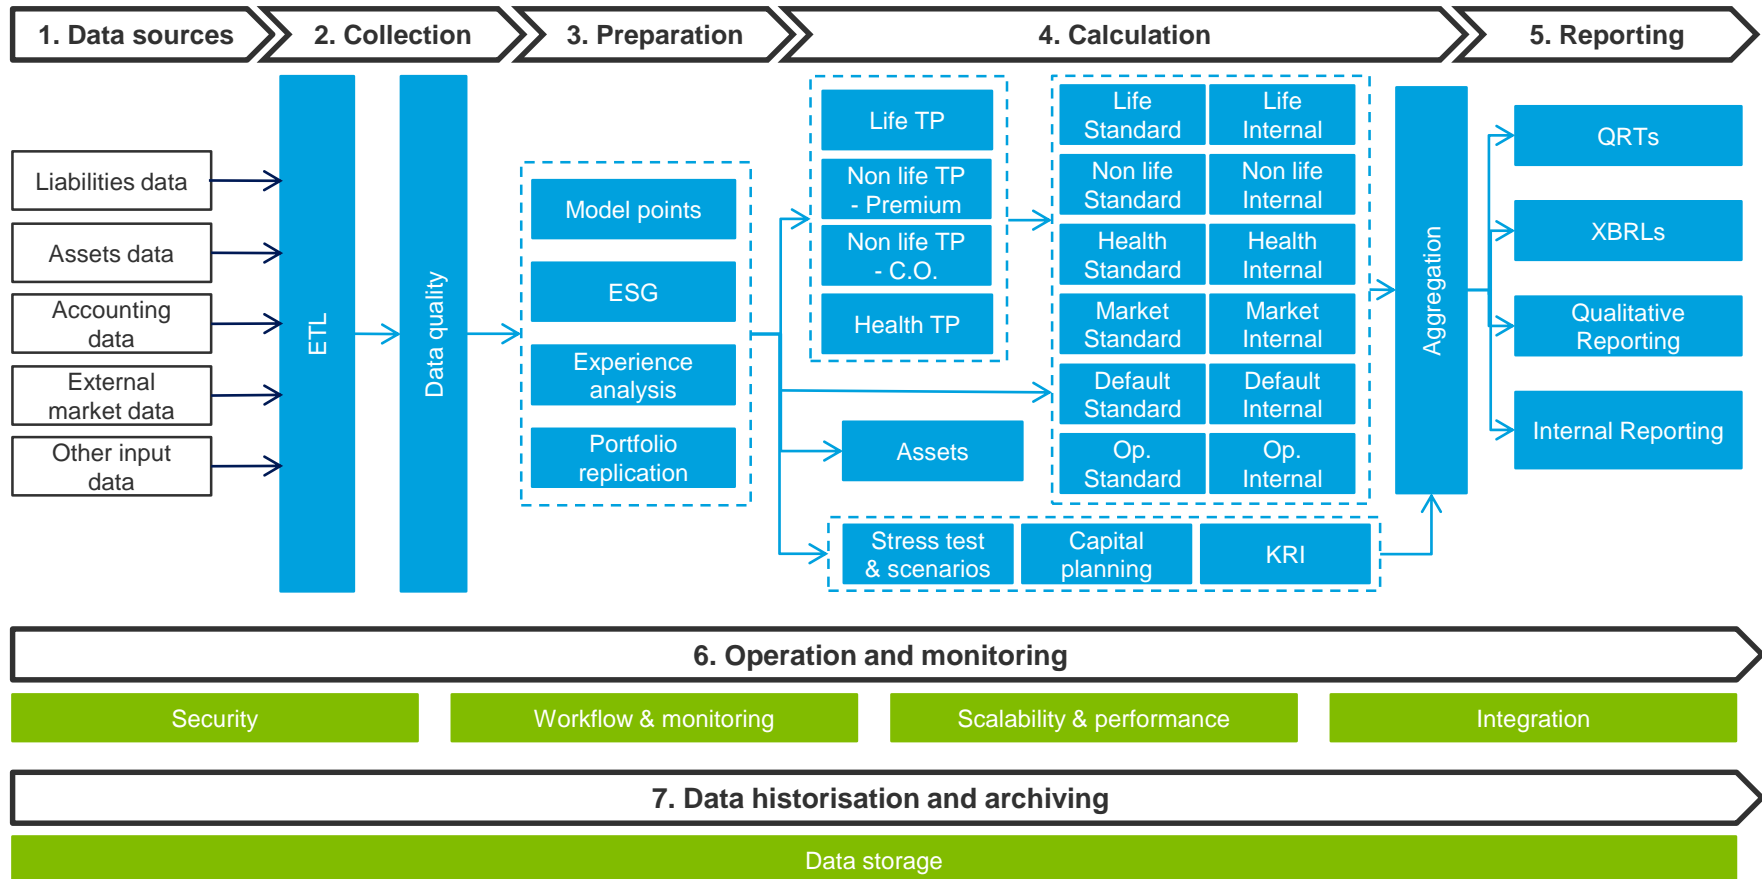 1. Data sources
2. Collection
3. Preparation
4. Calculation
5. Reporting
Liabilities data
Assets data
Accounting
data
External
market data
Other input
data
ETL
Data quality
Model points
ESG
Experience
analysis
Portfolio
replication
Life TP
Non life TP
- Premium
Non life TP
- C.O.
Health TP
Assets
Life
Standard
Life
Internal
Non life
Standard
Non life
Internal
Health
Standard
Health
Internal
Market
Standard
Market
Internal
Default
Standard
Default
Internal
Op.
Standard
Op.
Internal
Stress test
& scenarios
Capital
planning
KRI
Aggregation
QRTs
XBRLs
Qualitative
Reporting
Internal Reporting
6. Operation and monitoring
Security
Workflow & monitoring
Scalability & performance
Integration
7. Data historisation and archiving
Data storage